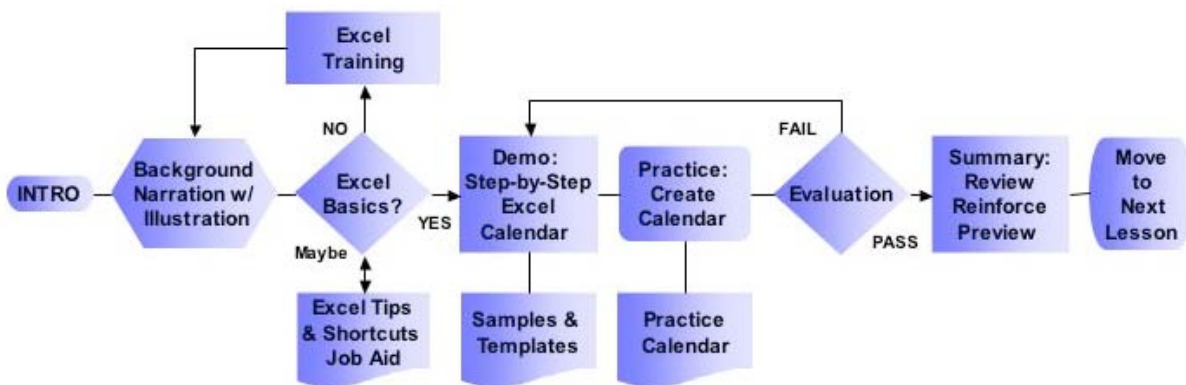 INTRO
Background
Narration w/
Illustration
Excel
Training
NO
Excel
Basics?
YES
Maybe
Excel Tips
& Shortcuts
Job Aid
Demo:
Step-by-Step
Excel
Calendar
Samples &
Templates
Practice:
Create
Calendar
Practice
Calendar
FAIL
Evaluation
PASS
Summary:
Review
Reinforce
Preview
Move
to
Next
Lesson